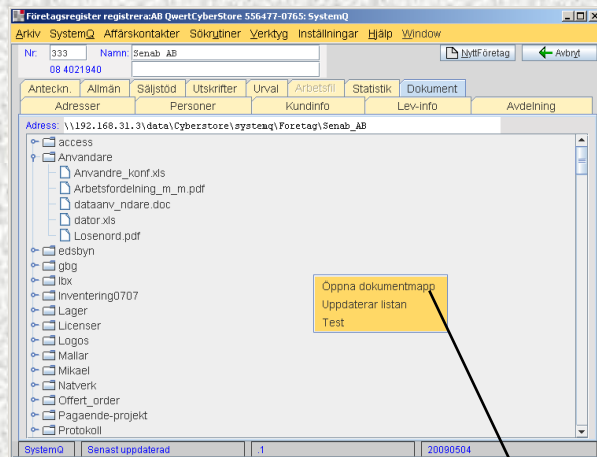 Företagsregister registrera:AB QwertCyberStore 556477-0765: SystemQ
Arkiv SystemQ Affärskontakter Sökrutiner Verktyg Inställningar Hjälp Window
Nr: 333 Namn: Senab AB NyttFöretag Avbryt
08 4021940
Anteckn. Allmän Säljstöd Utskrifter Urval Arbetsfil Statistik Dokument
Adresser Personer Kundinfo Lev-info Avdelning
Adress: \\192.168.31.3\data\Cyberstore\systemq\Foretag\Senab_AB
access
Anvandare
Anvandre_konf.xls
Arbetsfordelning_m_m.pdf
dataanv_ndare.doc
dator.xls
Losenord.pdf
edsbyn
gbg
Ibx
Inventering0707
Lager
Licenser
Logos
Mallar
Mikael
Natverk
Offert_order
Pagaende-projekt
Protokoll
Öppna dokumentmapp
Uppdaterar listan
Test
SystemQ Senast uppdaterad .1 20090504